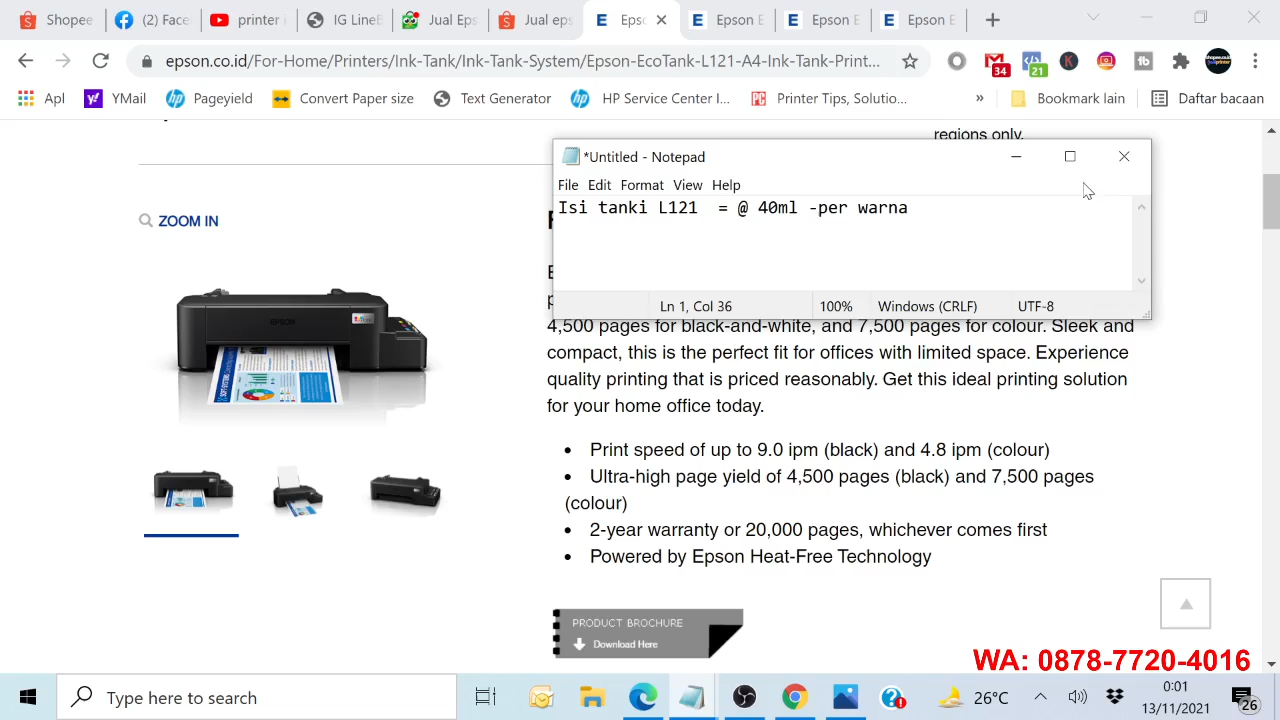 Shopee
(2) Face
printer
IG LineB
Jual Eps
Jual eps
Epso
Epson E
Epson E
Epson E
epson.co.id/For-Home/Printers/Ink-Tank/Ink-Tank-System/Epson-EcoTank-L121-A4-Ink-Tank-Print...
34
21
Apl
YMail
Pageyield
Convert Paper size
Text Generator
HP Service Center I...
Printer Tips, Solutio...
»
Bookmark lain
Daftar bacaan
regions only.
*Untitled - Notepad
File Edit Format View Help
Isi tanki L121 = @ 40ml -per warna
Ln 1, Col 36
100%
Windows (CRLF)
UTF-8
ZOOM IN
EPSON
4,500 pages for black-and-white, and 7,500 pages for colour. Sleek and
compact, this is the perfect fit for offices with limited space. Experience
quality printing that is priced reasonably. Get this ideal printing solution
for your home office today.
• Print speed of up to 9.0 ipm (black) and 4.8 ipm (colour)
• Ultra-high page yield of 4,500 pages (black) and 7,500 pages
(colour)
• 2-year warranty or 20,000 pages, whichever comes first
• Powered by Epson Heat-Free Technology
PRODUCT BROCHURE
Download Here
WA: 0878-7720-4016
Type here to search
26°C
0:01
13/11/2021
26